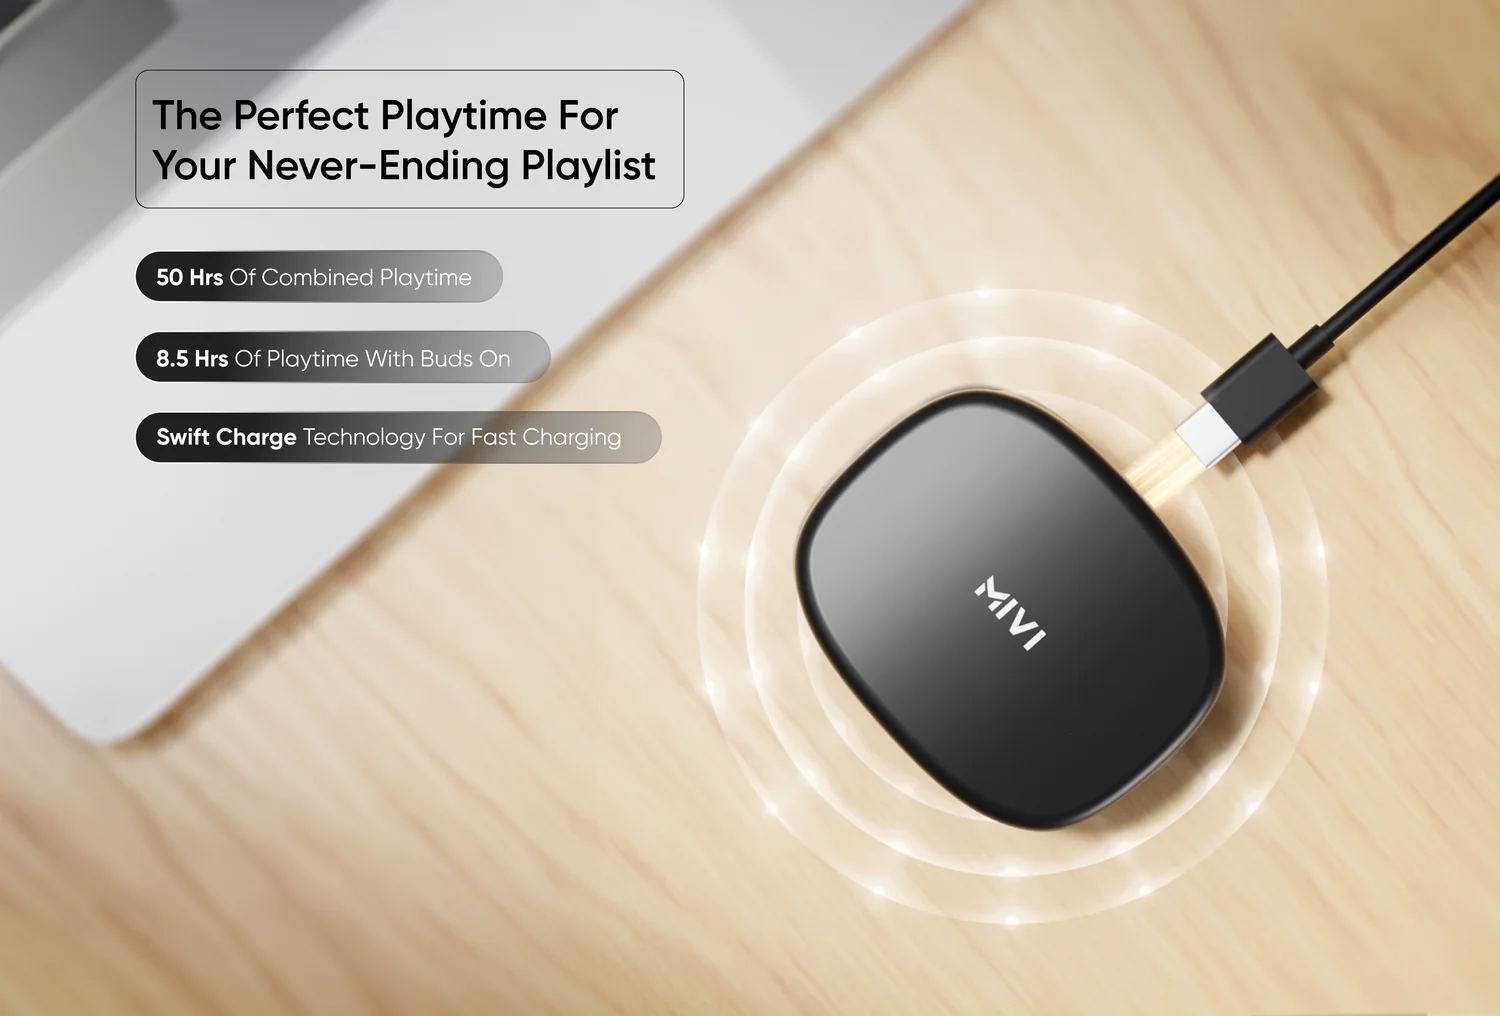 The Perfect Playtime For
Your Never-Ending Playlist
50 Hrs Of Combined Playtime
8.5 Hrs Of Playtime With Buds On
Swift Charge Technology For Fast Charging
MIVI